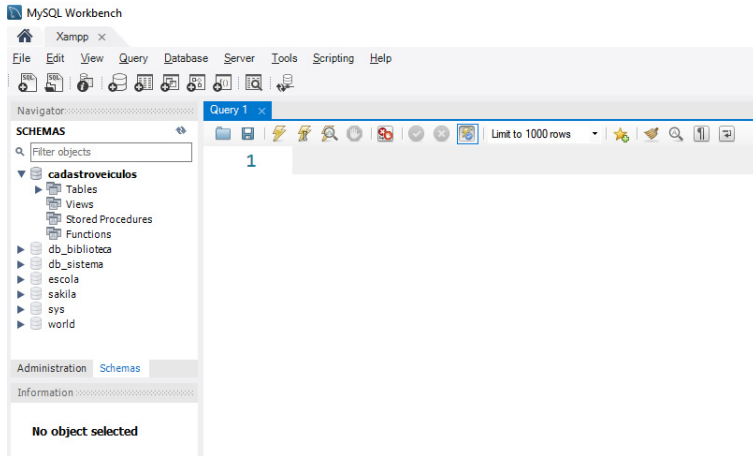 MySQL Workbench
Xampp
File Edit View Query Database Server Tools Scripting Help
Navigator
Query 1
SCHEMAS
Limit to 1000 rows
Filter objects
1
cadastroveiculos
Tables
Views
Stored Procedures
Functions
db_biblioteca
db_sistema
escola
sakila
sys
world
Administration Schemas
Information
No object selected